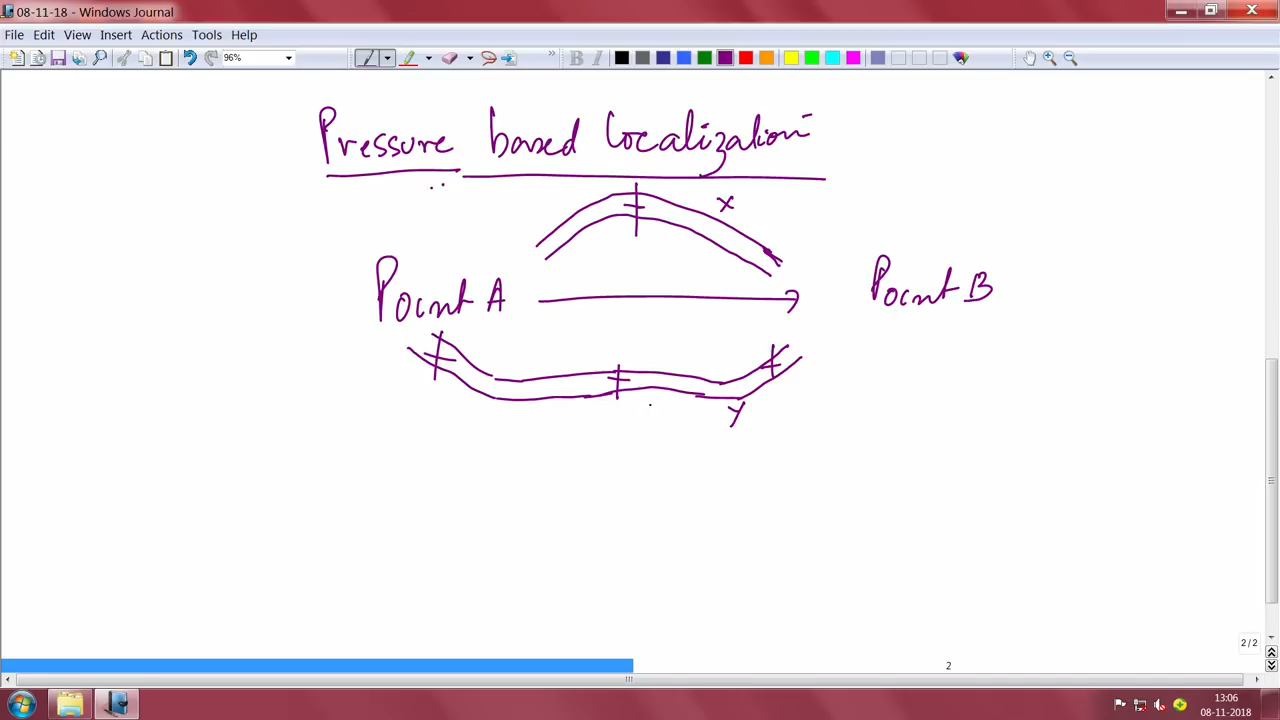 08-11-18 - Windows Journal
File Edit View Insert Actions Tools Help
96%
B I
Pressure based localization
x
Point A
Point B
y
2/2
2
13:06
08-11-2018